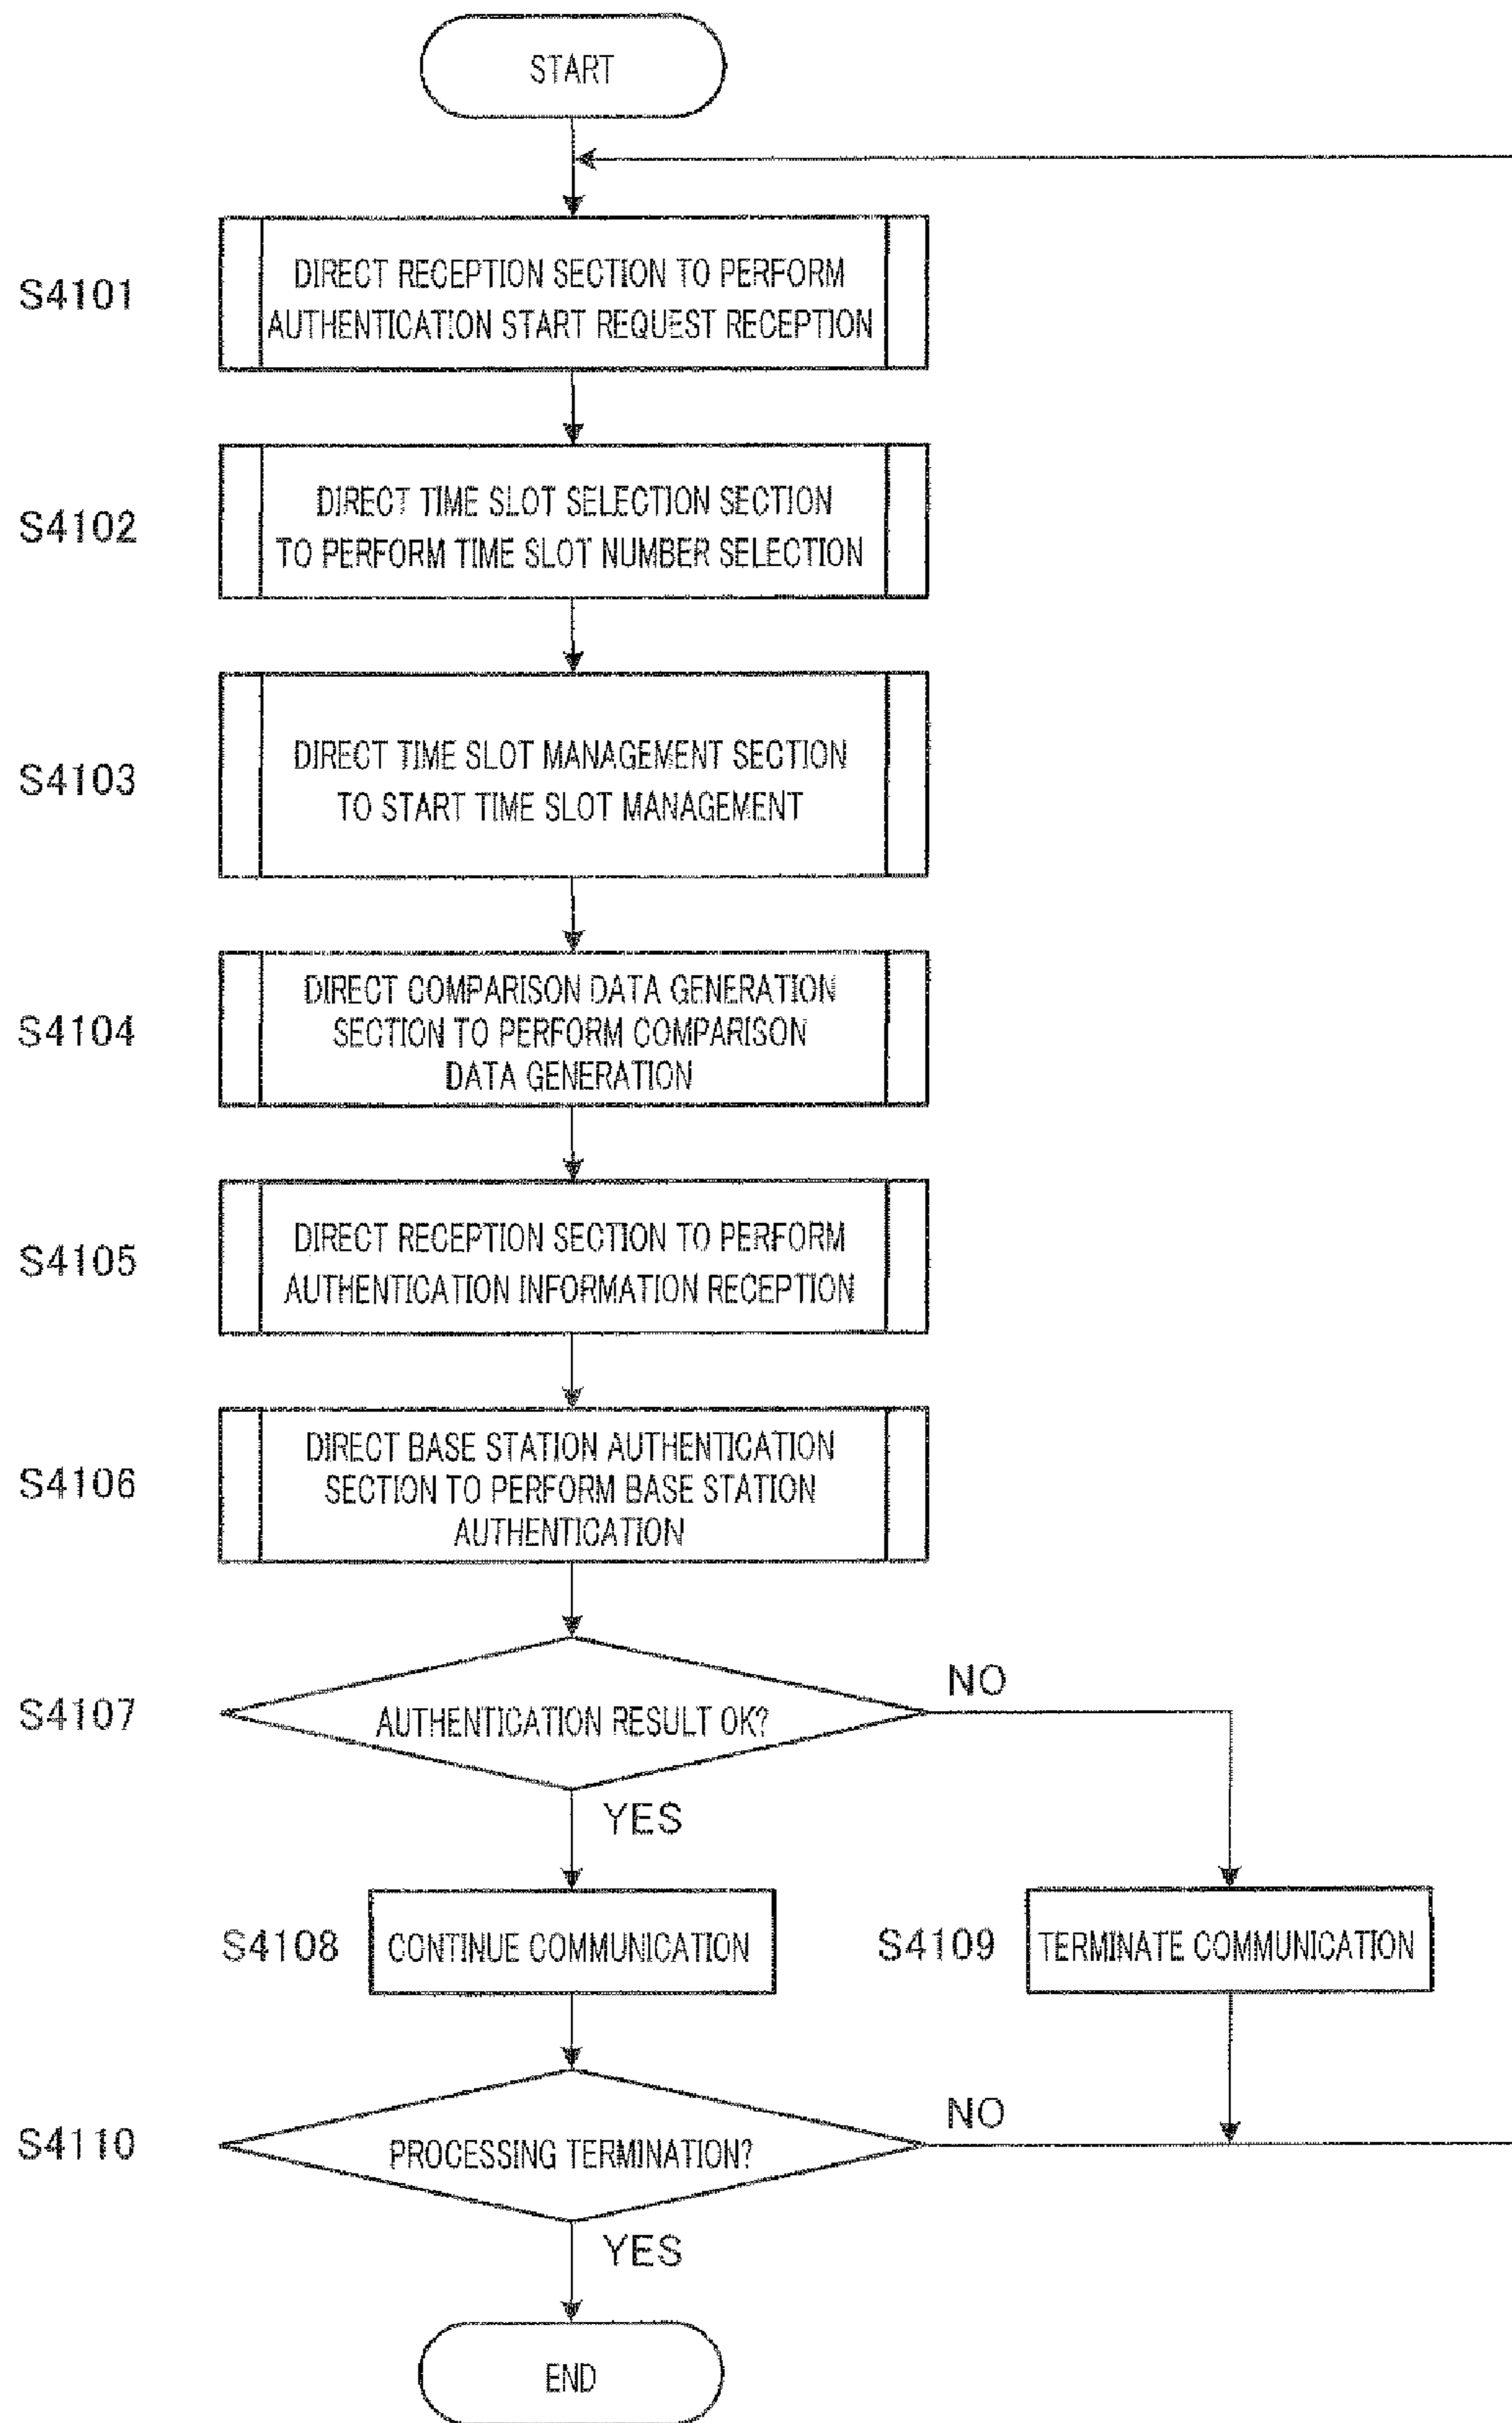 START
S4101
DIRECT RECEPTION SECTION TO PERFORM
AUTHENTICATION START REQUEST RECEPTION
S4102
DIRECT TIME SLOT SELECTION SECTION
TO PERFORM TIME SLOT NUMBER SELECTION
S4103
DIRECT TIME SLOT MANAGEMENT SECTION
TO START TIME SLOT MANAGEMENT
S4104
DIRECT COMPARISON DATA GENERATION
SECTION TO PERFORM COMPARISON
DATA GENERATION
S4105
DIRECT RECEPTION SECTION TO PERFORM
AUTHENTICATION INFORMATION RECEPTION
S4106
DIRECT BASE STATION AUTHENTICATION
SECTION TO PERFORM BASE STATION
AUTHENTICATION
S4107
AUTHENTICATION RESULT OK?
NO
YES
S4108
CONTINUE COMMUNICATION
S4109
TERMINATE COMMUNICATION
S4110
PROCESSING TERMINATION?
NO
YES
END